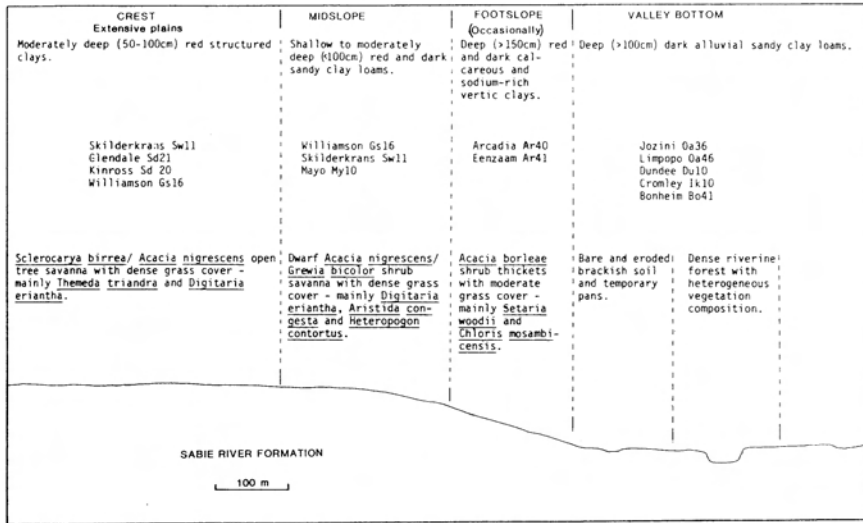 CREST
Extensive plains
Moderately deep (50-100cm) red structured
clays.
Skilderkrans Sw11
Glendale Sd21
Kinross Sd 20
Williamson Gs16
Sclerocarya birrea/ Acacia nigrescens open
tree savanna with dense grass cover -
mainly Themeda triandra and Digitaria
eriantha.
MIDSLOPE
Shallow to moderately
deep (<100cm) red and dark
sandy clay loams.
Williamson Gs16
Skilderkrans Sw11
Mayo My10
Dwarf Acacia nigrescens/
Grewia bicolor shrub
savanna with dense grass
cover - mainly Digitaria
eriantha, Aristida con-
gesta and Heteropogon
contortus.
FOOTSLOPE
(Occasionally)
Deep (>150cm) red
and dark cal-
careous and
sodium-rich
vertic clays.
Arcadia Ar40
Eenzaam Ar41
Acacia borleae
shrub thickets
with moderate
grass cover -
mainly Setaria
woodii and
Chloris mosambi-
censis.
VALLEY BOTTOM
Deep (>100cm) dark alluvial sandy clay loams.
Jozini Oa36
Limpopo Oa46
Dundee Du10
Cromley Ik10
Bonheim Bo41
Bare and eroded
brackish soil
and temporary
pans.
Dense riverine
forest with
heterogeneous
vegetation
composition.
SABIE RIVER FORMATION
100 m